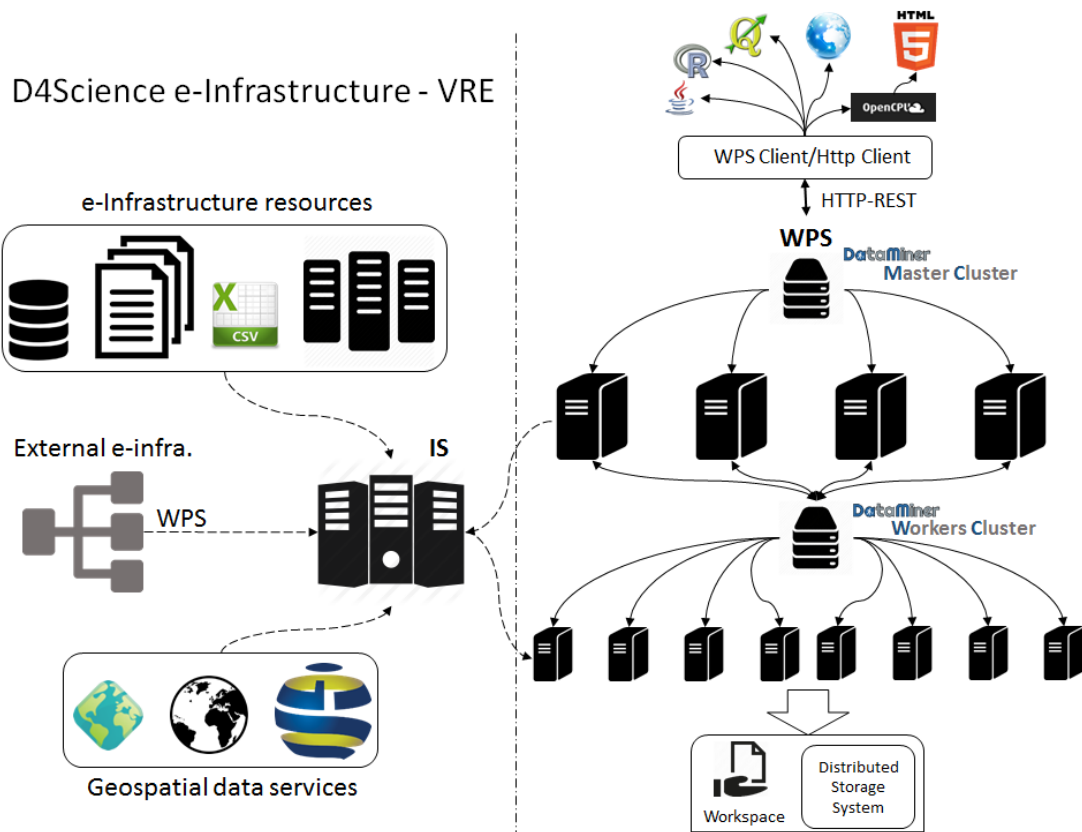 D4Science e-Infrastructure - VRE
e-Infrastructure resources
X
CSV
External e-infra.
WPS
IS
Geospatial data services
HTML
5
Q
R
Java
OpenCPU
WPS Client/Http Client
HTTP-REST
WPS
DataMiner
Master Cluster
DataMiner
Workers Cluster
Workspace
Distributed
Storage
System